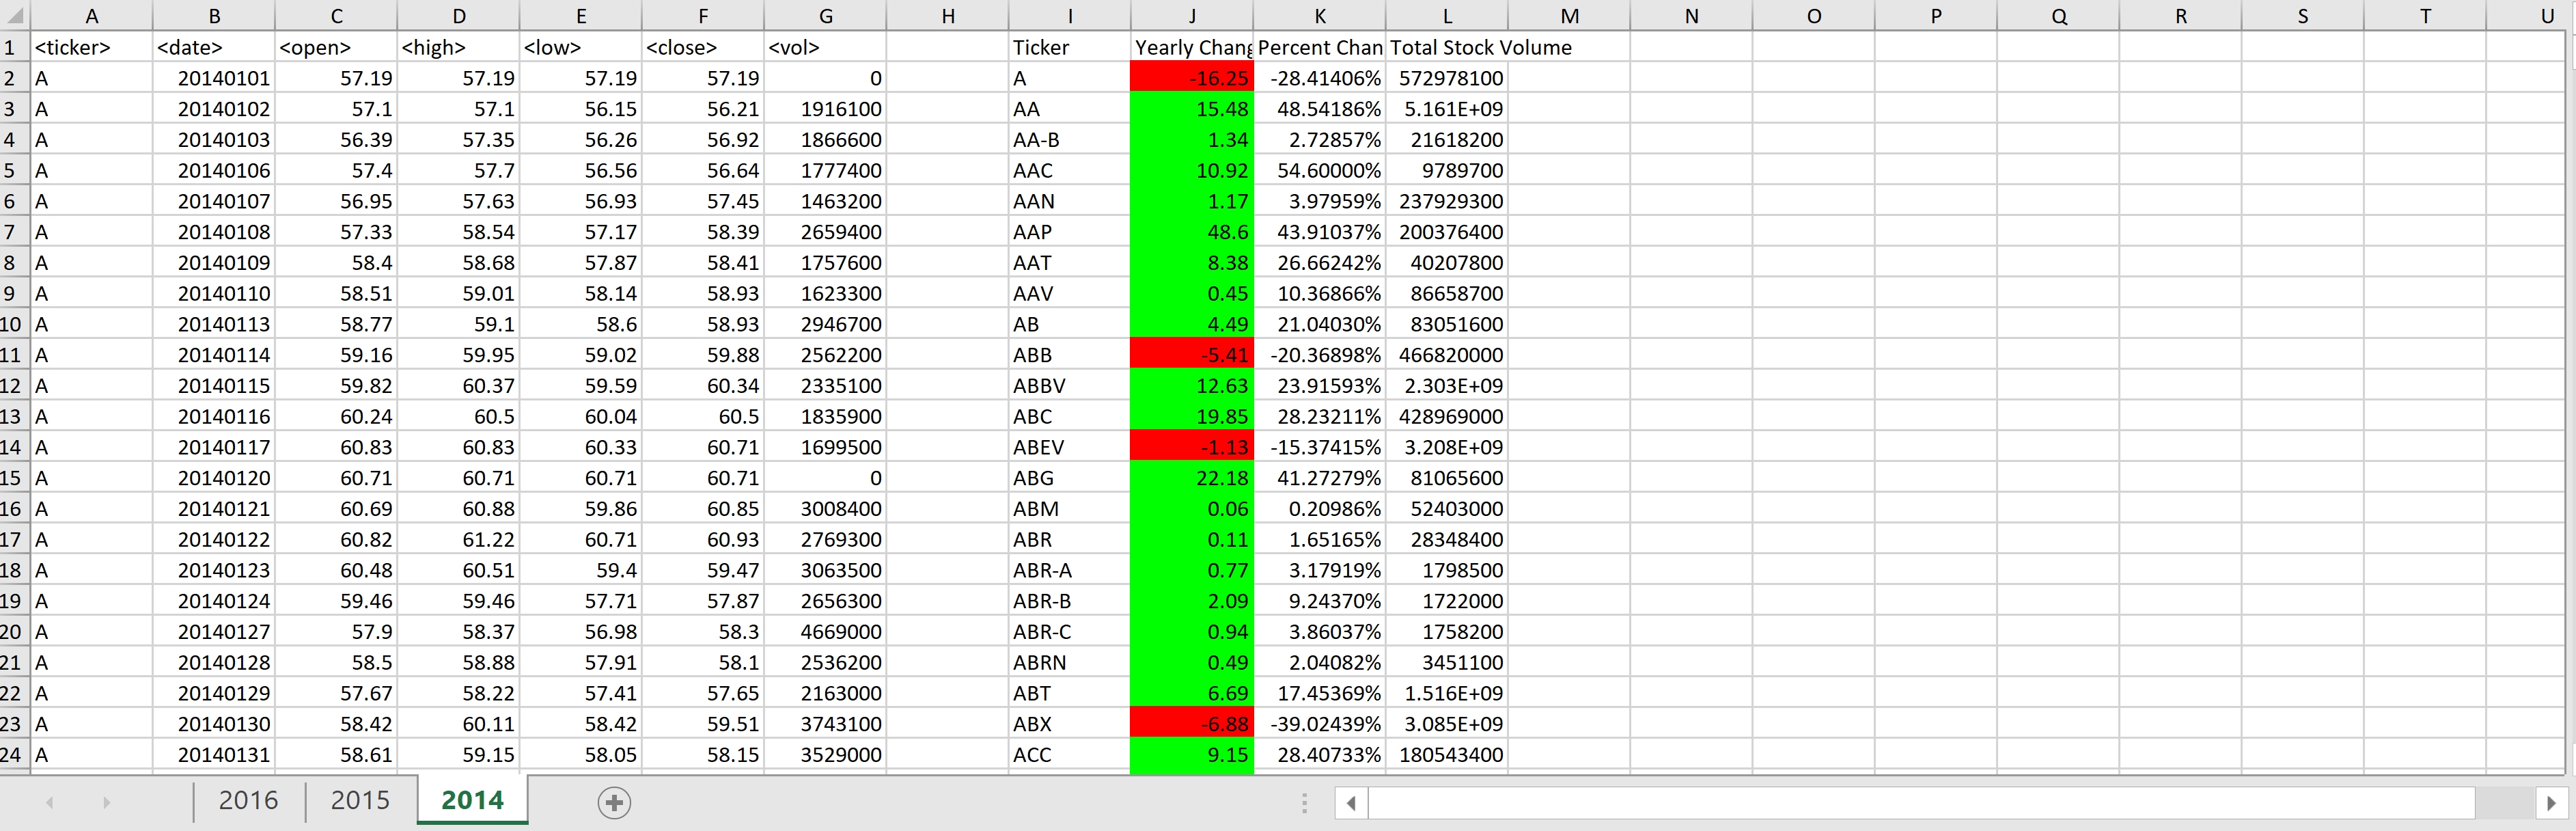 A B C D E F G H I J K L M N O P Q R S T U
1 <ticker> <date> <open> <high> <low> <close> <vol> Ticker Yearly Chang Percent Chan Total Stock Volume
2 A 20140101 57.19 57.19 57.19 57.19 0 A -16.25 -28.41406% 572978100
3 A 20140102 57.1 57.1 56.15 56.21 1916100 AA 15.48 48.54186% 5.161E+09
4 A 20140103 56.39 57.35 56.26 56.92 1866600 AA-B 1.34 2.72857% 21618200
5 A 20140106 57.4 57.7 56.56 56.64 1777400 AAC 10.92 54.60000% 9789700
6 A 20140107 56.95 57.63 56.93 57.45 1463200 AAN 1.17 3.97959% 237929300
7 A 20140108 57.33 58.54 57.17 58.39 2659400 AAP 48.6 43.91037% 200376400
8 A 20140109 58.4 58.68 57.87 58.41 1757600 AAT 8.38 26.66242% 40207800
9 A 20140110 58.51 59.01 58.14 58.93 1623300 AAV 0.45 10.36866% 86658700
10 A 20140113 58.77 59.1 58.6 58.93 2946700 AB 4.49 21.04030% 83051600
11 A 20140114 59.16 59.95 59.02 59.88 2562200 ABB -5.41 -20.36898% 466820000
12 A 20140115 59.82 60.37 59.59 60.34 2335100 ABBV 12.63 23.91593% 2.303E+09
13 A 20140116 60.24 60.5 60.04 60.5 1835900 ABC 19.85 28.23211% 428969000
14 A 20140117 60.83 60.83 60.33 60.71 1699500 ABEV -1.13 -15.37415% 3.208E+09
15 A 20140120 60.71 60.71 60.71 60.71 0 ABG 22.18 41.27279% 81065600
16 A 20140121 60.69 60.88 59.86 60.85 3008400 ABM 0.06 0.20986% 52403000
17 A 20140122 60.82 61.22 60.71 60.93 2769300 ABR 0.11 1.65165% 28348400
18 A 20140123 60.48 60.51 59.4 59.47 3063500 ABR-A 0.77 3.17919% 1798500
19 A 20140124 59.46 59.46 57.71 57.87 2656300 ABR-B 2.09 9.24370% 1722000
20 A 20140127 57.9 58.37 56.98 58.3 4669000 ABR-C 0.94 3.86037% 1758200
21 A 20140128 58.5 58.88 57.91 58.1 2536200 ABRN 0.49 2.04082% 3451100
22 A 20140129 57.67 58.22 57.41 57.65 2163000 ABT 6.69 17.45369% 1.516E+09
23 A 20140130 58.42 60.11 58.42 59.51 3743100 ABX -6.88 -39.02439% 3.085E+09
24 A 20140131 58.61 59.15 58.05 58.15 3529000 ACC 9.15 28.40733% 180543400
2016 2015 2014